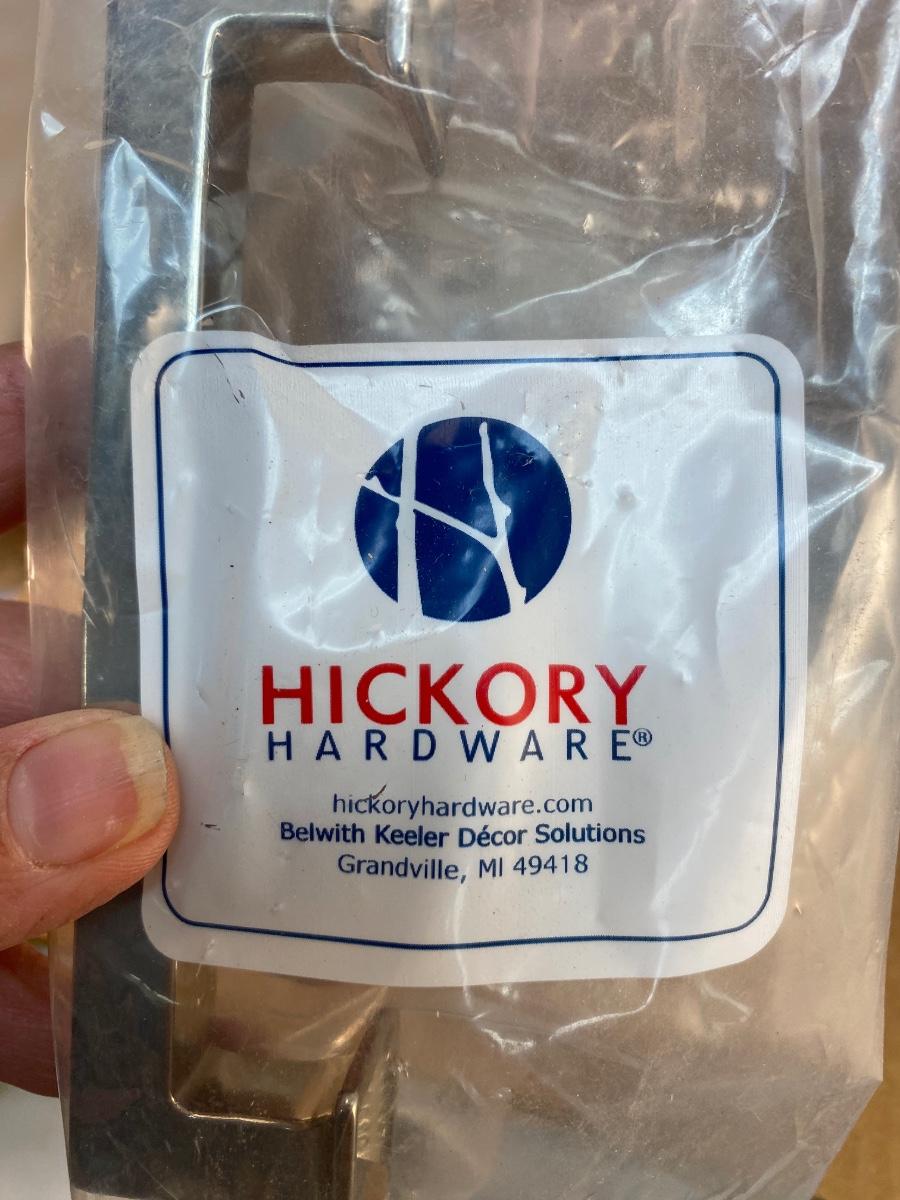 HICKORY
HARDWARE®
hickoryhardware.com
Belwith Keeler Décor Solutions
Grandville, MI 49418